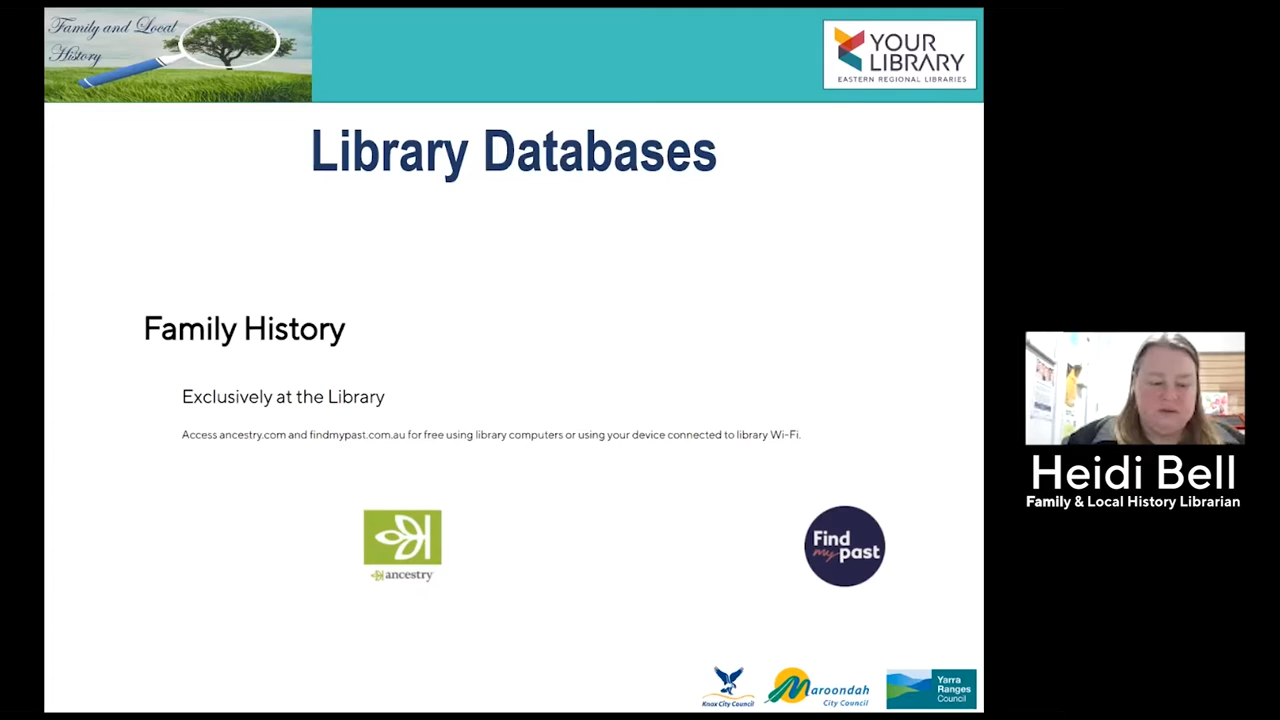 Family and Local
History
YOUR
LIBRARY
EASTERN REGIONAL LIBRARIES
Library Databases
Family History
Exclusively at the Library
Access ancestry.com and findmypast.com.au for free using library computers or using your device connected to library Wi-Fi.
ancestry
Find
my past
Heidi Bell
Family & Local History Librarian
Knox City Council
Maroondah
City Council
Yarra
Ranges
Council